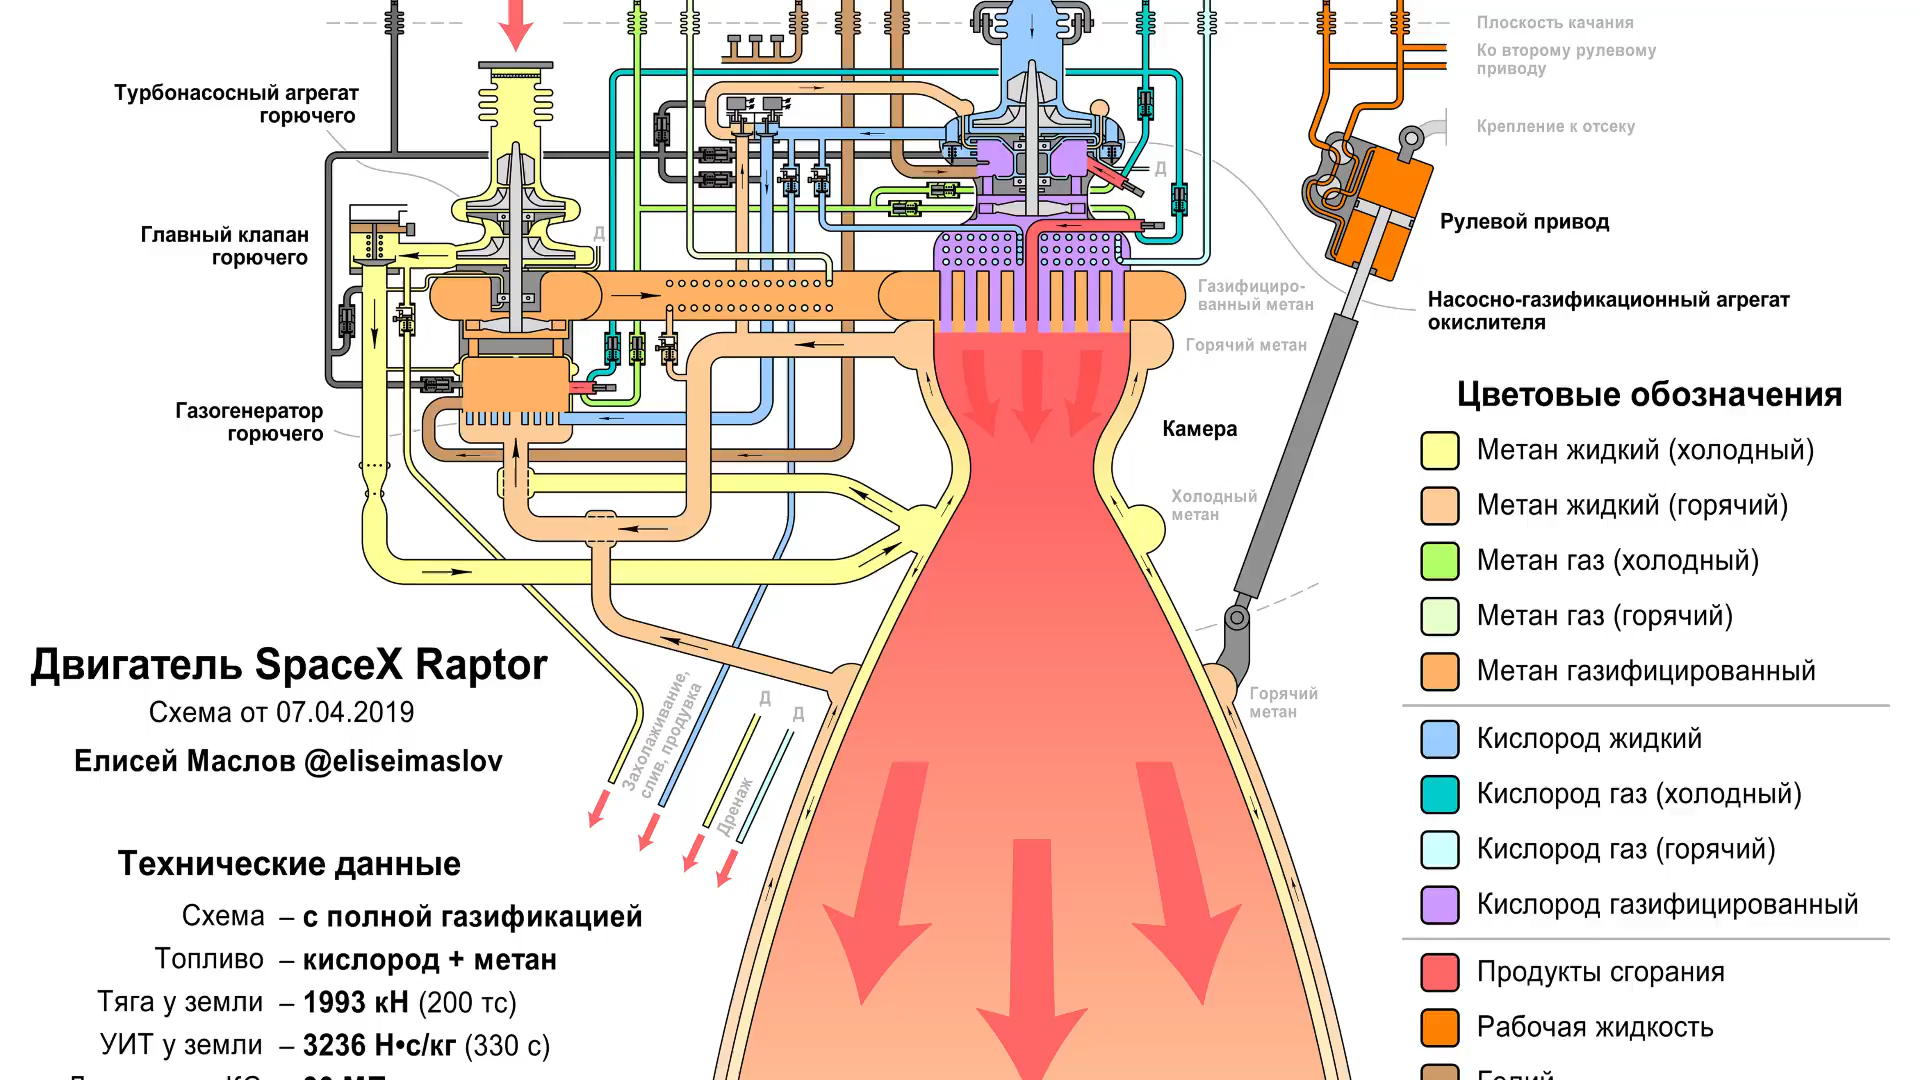 Плоскость качания
Ко второму рулевому
приводу
Турбонасосный агрегат
горючего
Крепление к отсеку
Д
Рулевой привод
Главный клапан
горючего
Д
Газифициро-
ванный метан
Насосно-газификационный агрегат
окислителя
Горячий метан
Цветовые обозначения
Газогенератор
горючего
Камера
Метан жидкий (холодный)
Холодный
метан
Метан жидкий (горячий)
Метан газ (холодный)
Метан газ (горячий)
Двигатель SpaceX Raptor
Метан газифицированный
Схема от 07.04.2019
Горячий
метан
Захолаживание,
слив, продувка
Д
Д
Дренаж
Кислород жидкий
Елисей Маслов @eliseimaslov
Кислород газ (холодный)
Кислород газ (горячий)
Технические данные
Кислород газифицированный
Схема – с полной газификацией
Топливо – кислород + метан
Продукты сгорания
Тяга у земли – 1993 кН (200 тс)
Рабочая жидкость
УИТ у земли – 3236 Н•с/кг (330 с)